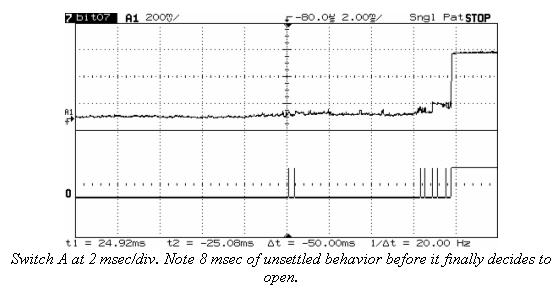 7 bit07 A1 200mV/ -80.0% 2.00%/ Sngl Pat STOP
A1
0
t1 = 24.92ms t2 = -25.08ms Δt = -50.00ms 1/Δt = 20.00 Hz
Switch A at 2 msec/div. Note 8 msec of unsettled behavior before it finally decides to
open.